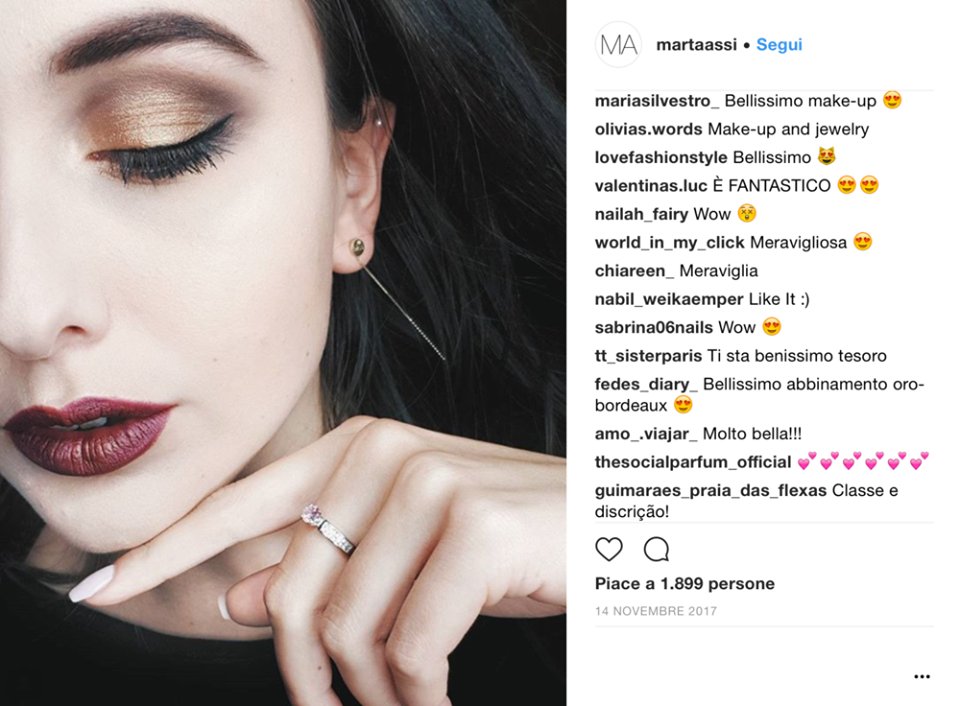 MA
martaassi • Segui
mariasilvestro_ Bellissimo make-up 😍
olivias.words Make-up and jewelry
lovefashionstyle Bellissimo 😻
valentinas.luc È FANTASTICO 😍😍
nailah_fairy Wow 😲
world_in_my_click Meravigliosa 😍
chiareen_ Meraviglia
nabil_weikaemper Like It :)
sabrina06nails Wow 😍
tt_sisterparis Ti sta benissimo tesoro
fedes_diary_ Bellissimo abbinamento oro-
bordeaux 😍
amo_.viajar_ Molto bella!!!
thesocialparfum_official 💕💕💕💕💕💕
guimaraes_praia_das_flexas Classe e
discrição!
Piace a 1.899 persone
14 NOVEMBRE 2017